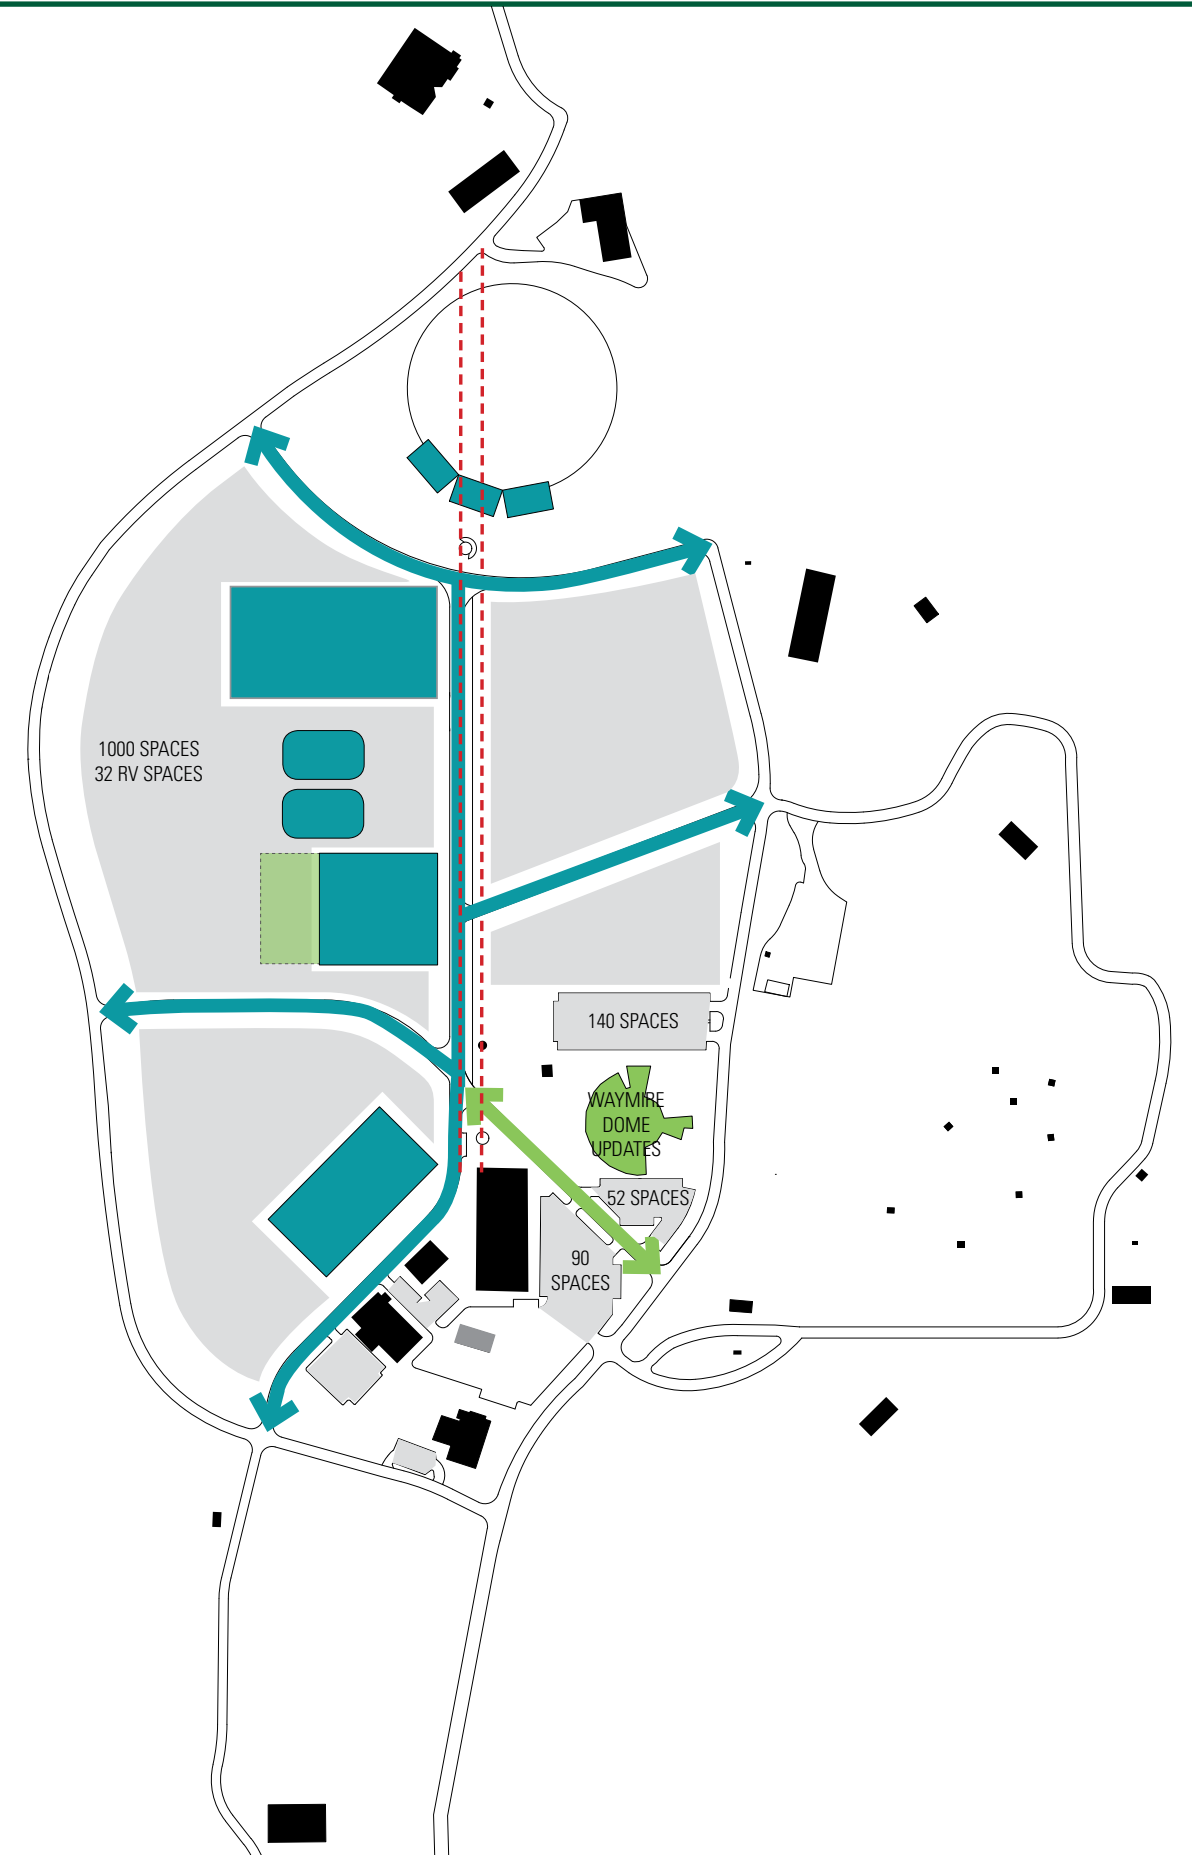 1000 SPACES
32 RV SPACES
140 SPACES
WAYMIRE
DOME
UPDATES
52 SPACES
90
SPACES